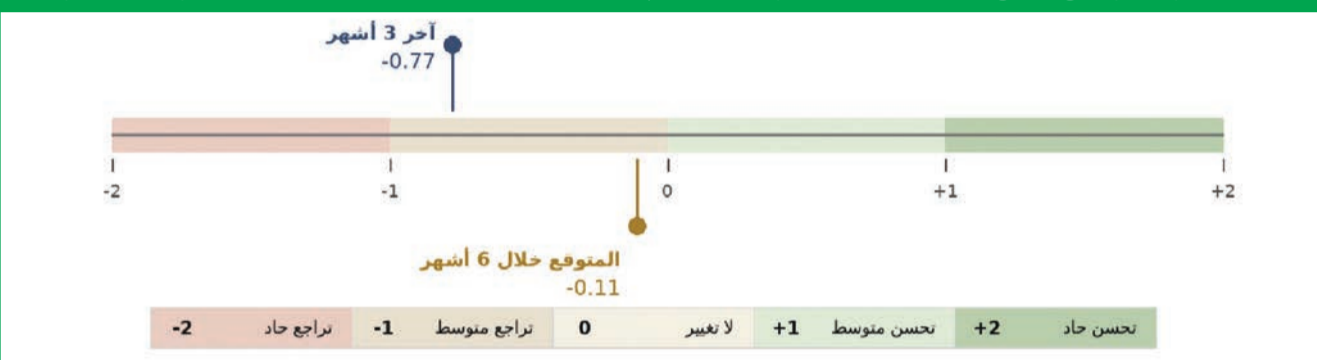 آخر 3 أشهر
-0.77
-2
-1
0
+1
+2
المتوقع خلال 6 أشهر
-0.11
تحسن حاد +2 تحسن متوسط +1 لا تغيير 0 تراجع متوسط -1 تراجع حاد -2